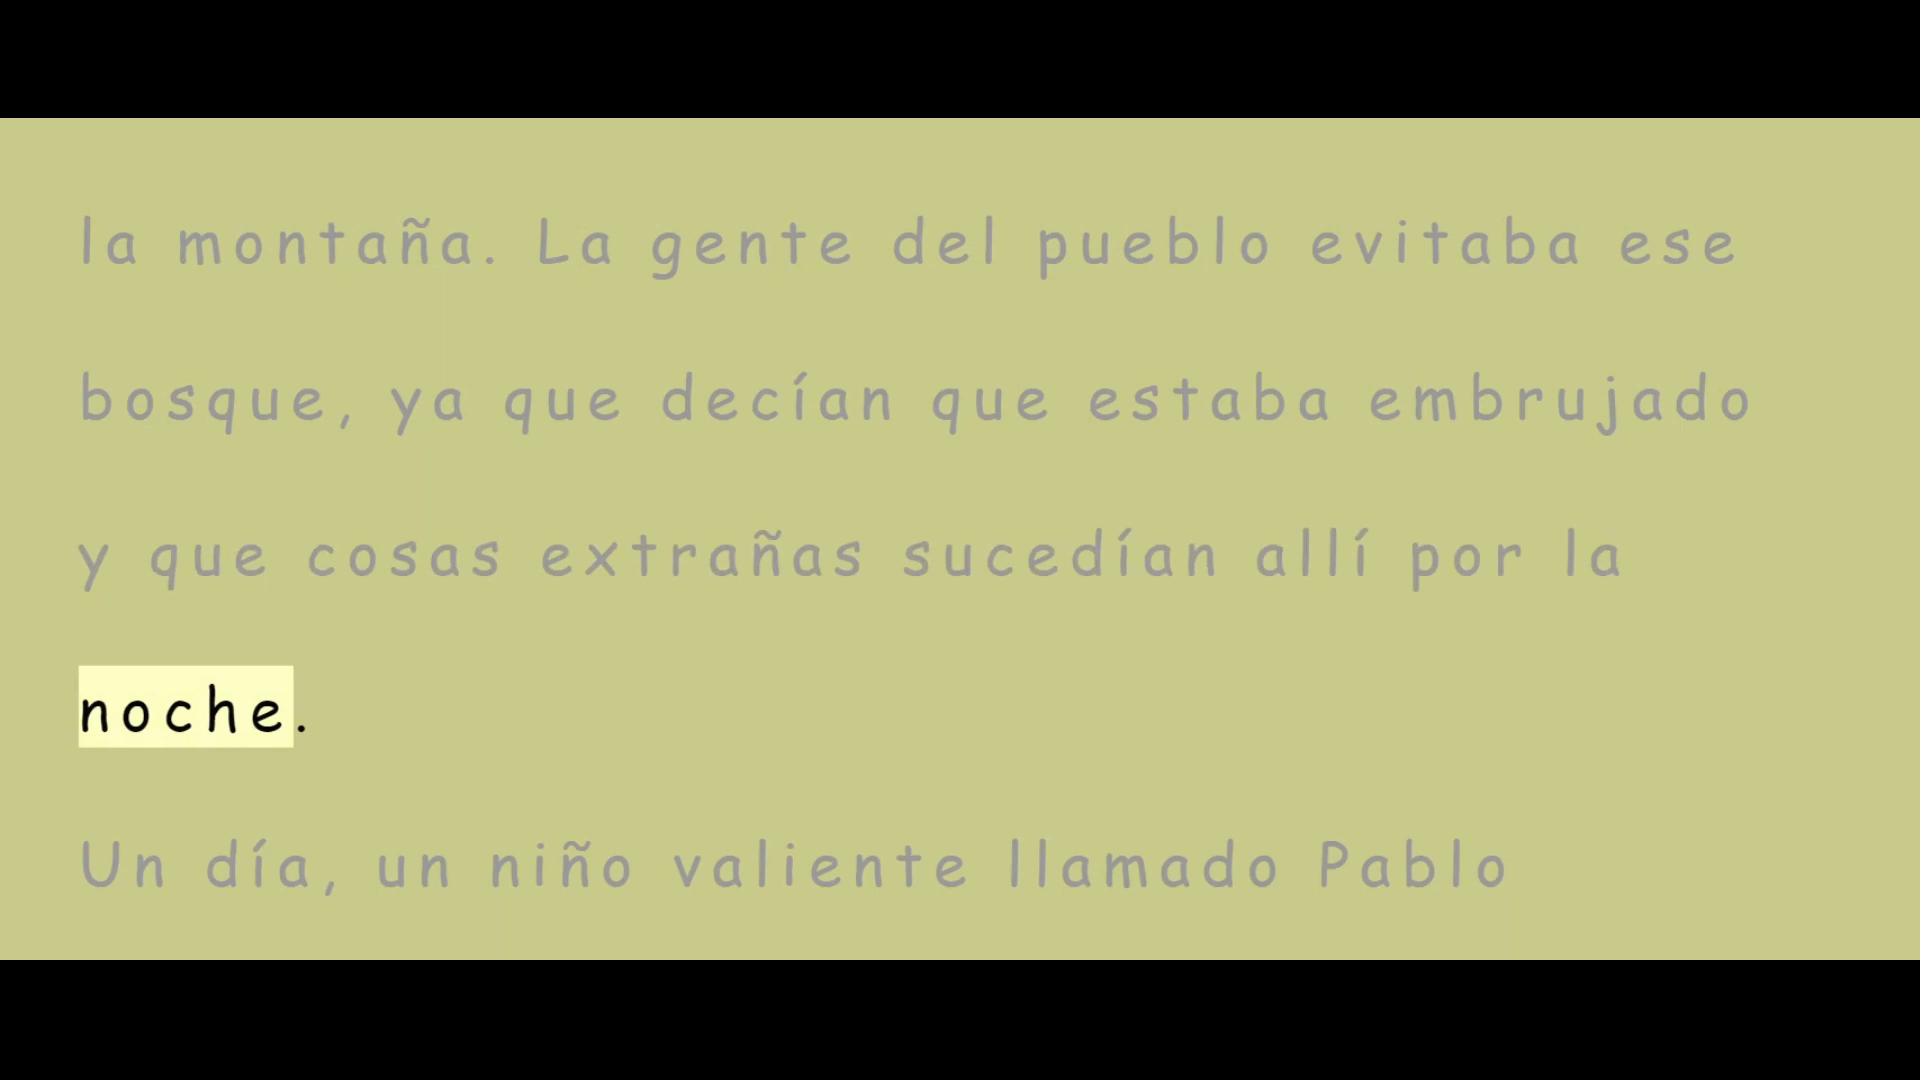 la montaña. La gente del pueblo evitaba ese
bosque, ya que decían que estaba embrujado
y que cosas extrañas sucedían allí por la
noche.
Un día, un niño valiente llamado Pablo